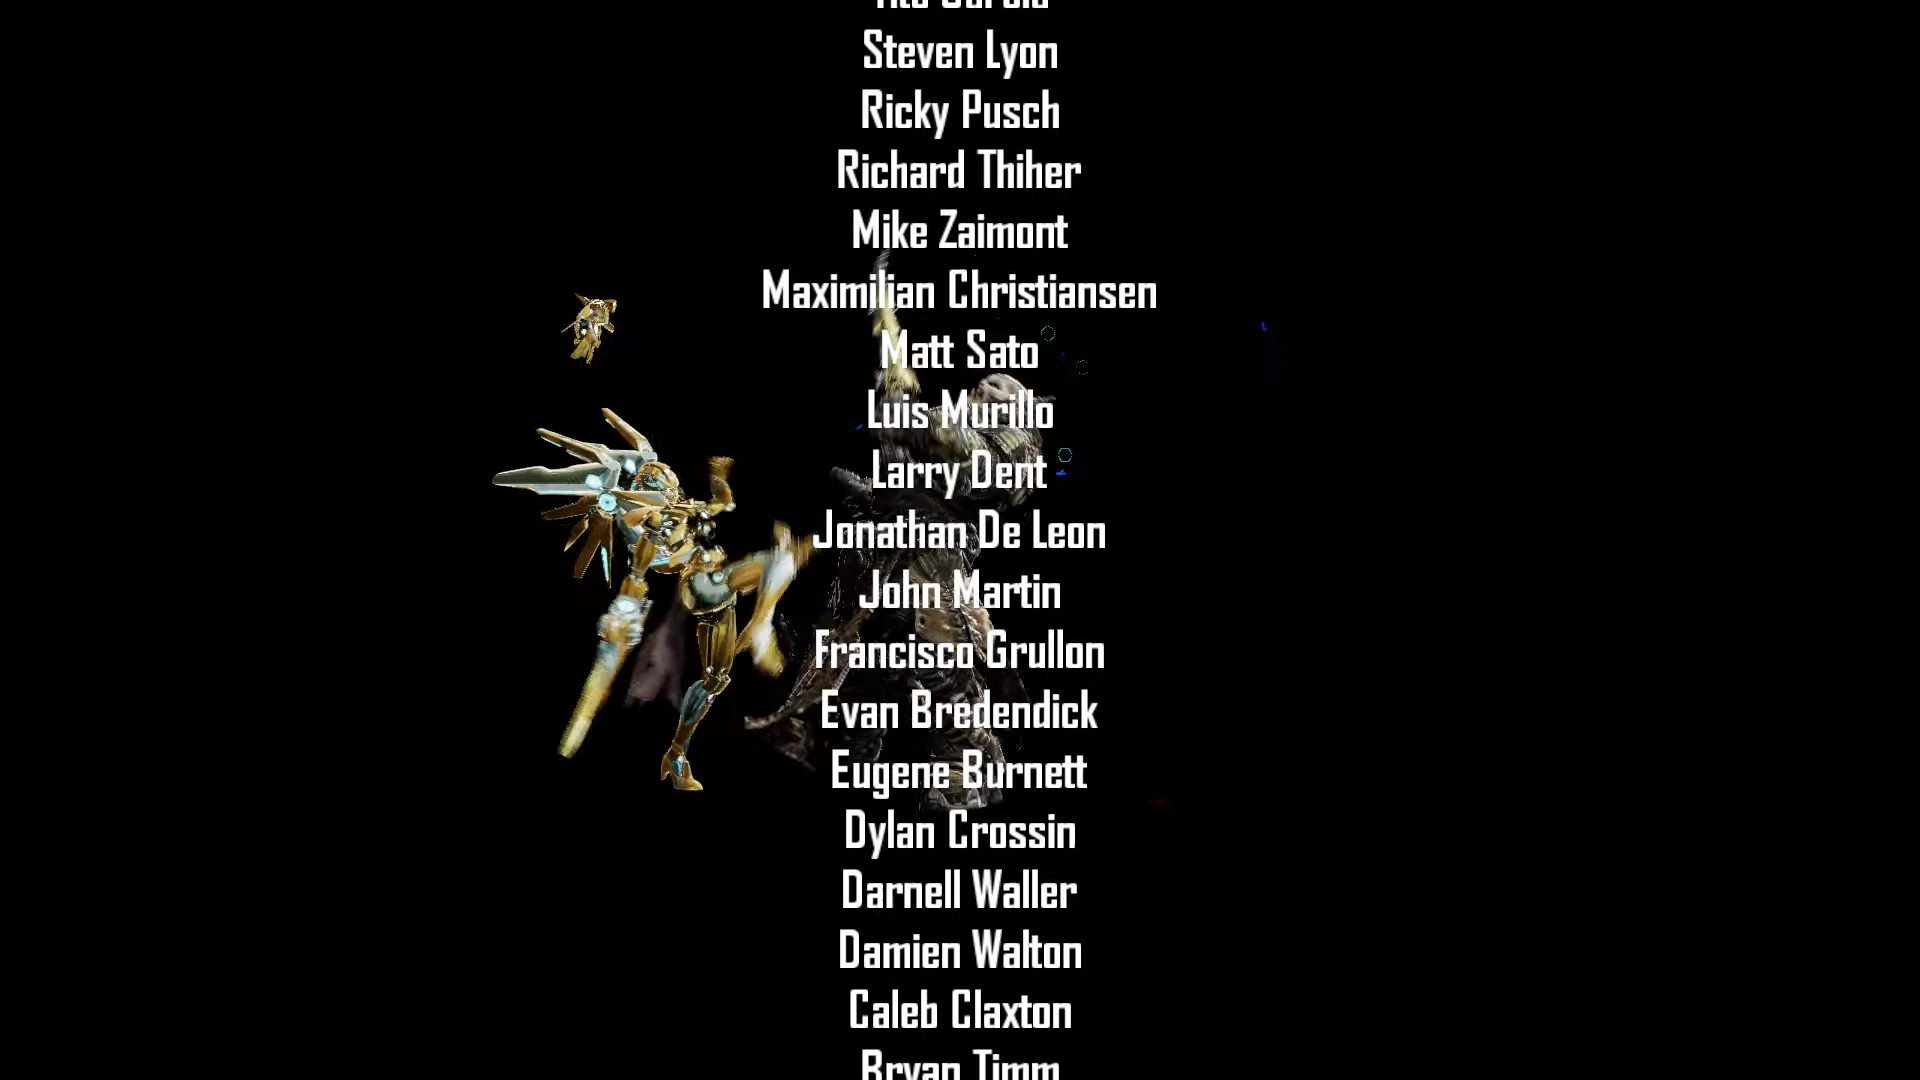 Steven Lyon
Ricky Pusch
Richard Thiher
Mike Zaimont
Maximilian Christiansen
Matt Sato
Luis Murillo
Larry Dent
Jonathan De Leon
John Martin
Francisco Grullon
Evan Bredendick
Eugene Burnett
Dylan Crossin
Darnell Waller
Damien Walton
Caleb Claxton
Bryan Timm